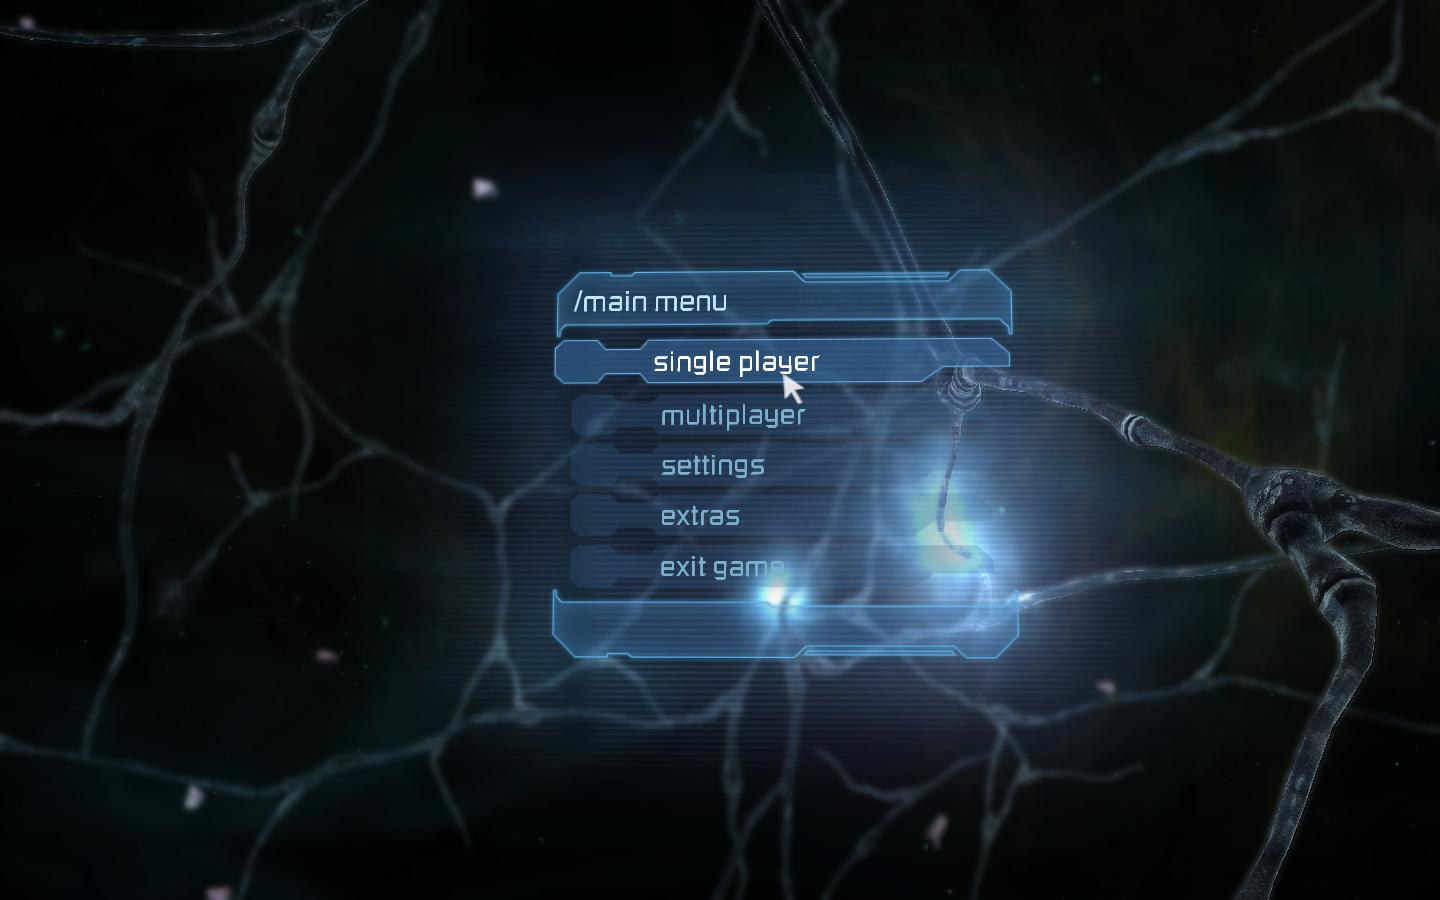 /main menu
single player
multiplayer
settings
extras
exit game